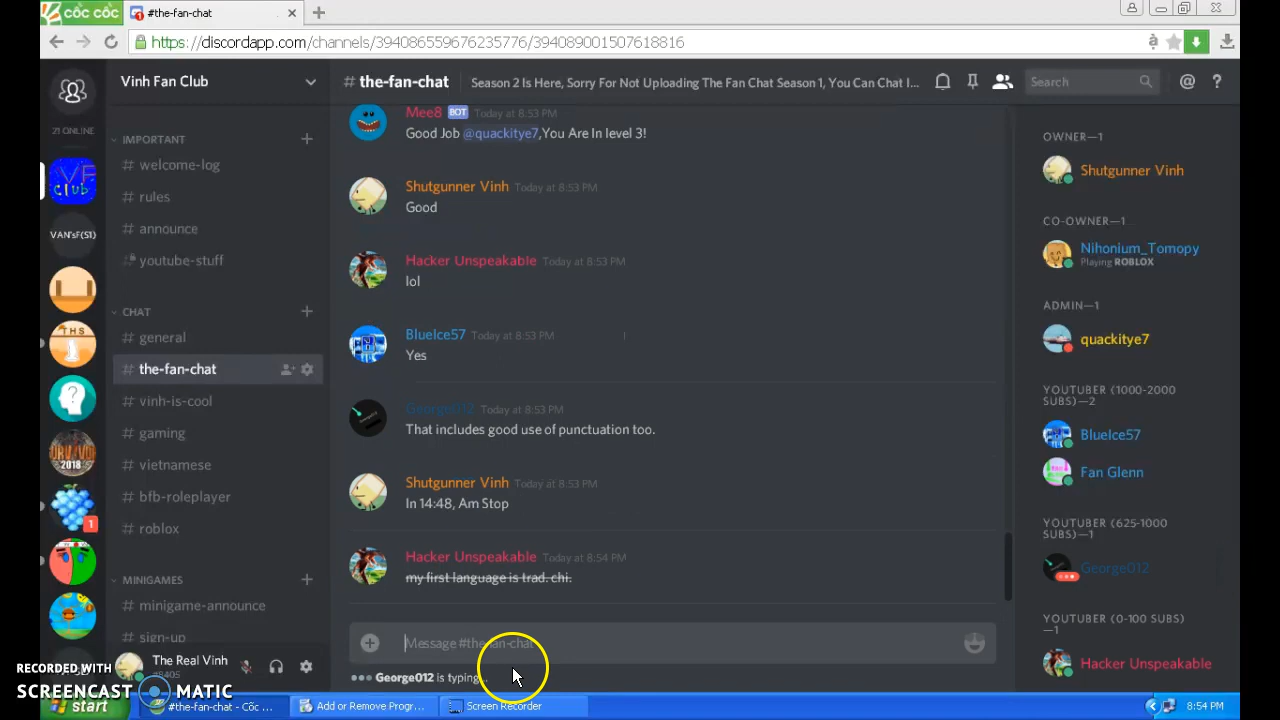 CỐC CỐC
#the-fan-chat
https://discordapp.com/channels/394086559676235776/394089001507618816
Vinh Fan Club
# the-fan-chat
Season 2 Is Here, Sorry For Not Uploading The Fan Chat Season 1, You Can Chat I...
Search
21 ONLINE
VF
Club
VAN'sF(S1)
THS
2018
1
IMPORTANT
# welcome-log
# rules
# announce
youtube-stuff
CHAT
# general
# the-fan-chat
# vinh-is-cool
# gaming
# vietnamese
# bfb-roleplayer
# roblox
MINIGAMES
# minigame-announce
# sign-up
The Real Vinh
#8405
Mee8 BOT Today at 8:53 PM
Good Job @quackitye7,You Are In level 3!
Shutgunner Vinh Today at 8:53 PM
Good
Hacker Unspeakable Today at 8:53 PM
lol
BlueIce57 Today at 8:53 PM
Yes
George012 Today at 8:53 PM
That includes good use of punctuation too.
Shutgunner Vinh Today at 8:53 PM
In 14:48, Am Stop
Hacker Unspeakable Today at 8:54 PM
my first language is trad. chi.
Message #the-fan-chat
George012 is typing...
OWNER—1
Shutgunner Vinh
CO-OWNER—1
Nihonium_Tomopy
Playing ROBLOX
ADMIN—1
quackitye7
YOUTUBER (1000-2000
SUBS)—2
BlueIce57
Fan Glenn
YOUTUBER (625-1000
SUBS)—1
George012
YOUTUBER (0-100 SUBS)
—1
Hacker Unspeakable
RECORDED WITH
SCREENCAST MATIC
start
#the-fan-chat - Cốc ...
Add or Remove Progr...
Screen Recorder
8:54 PM